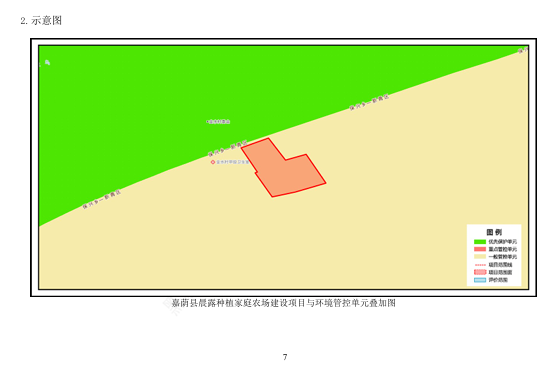 2. 示意图
图 例
优先保护单元
重点管控单元
一般管控单元
项目范围线
项目范围面
评价范围
嘉荫县晨露种植家庭农场建设项目与环境管控单元叠加图
7